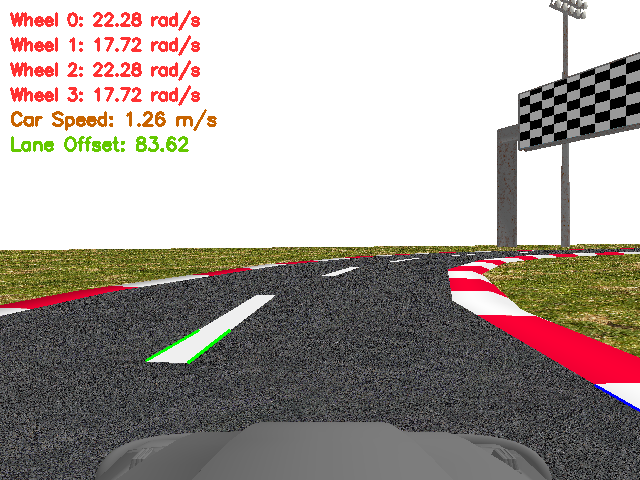 Wheel 0: 22.28 rad/s
Wheel 1: 17.72 rad/s
Wheel 2: 22.28 rad/s
Wheel 3: 17.72 rad/s
Car Speed: 1.26 m/s
Lane Offset: 83.62